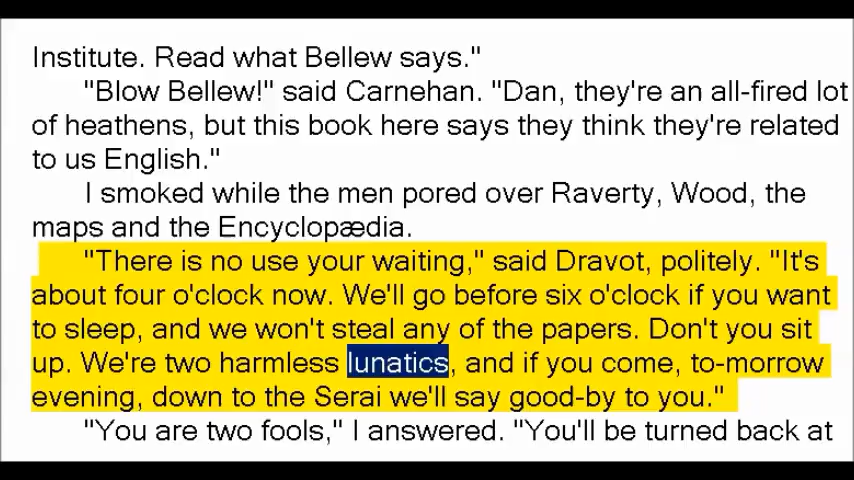 Institute. Read what Bellew says."
"Blow Bellew!" said Carnehan. "Dan, they're an all-fired lot
of heathens, but this book here says they think they're related
to us English."
I smoked while the men pored over Raverty, Wood, the
maps and the Encyclopædia.
"There is no use your waiting," said Dravot, politely. "It's
about four o'clock now. We'll go before six o'clock if you want
to sleep, and we won't steal any of the papers. Don't you sit
up. We're two harmless lunatics, and if you come, to-morrow
evening, down to the Serai we'll say good-by to you."
"You are two fools," I answered. "You'll be turned back at